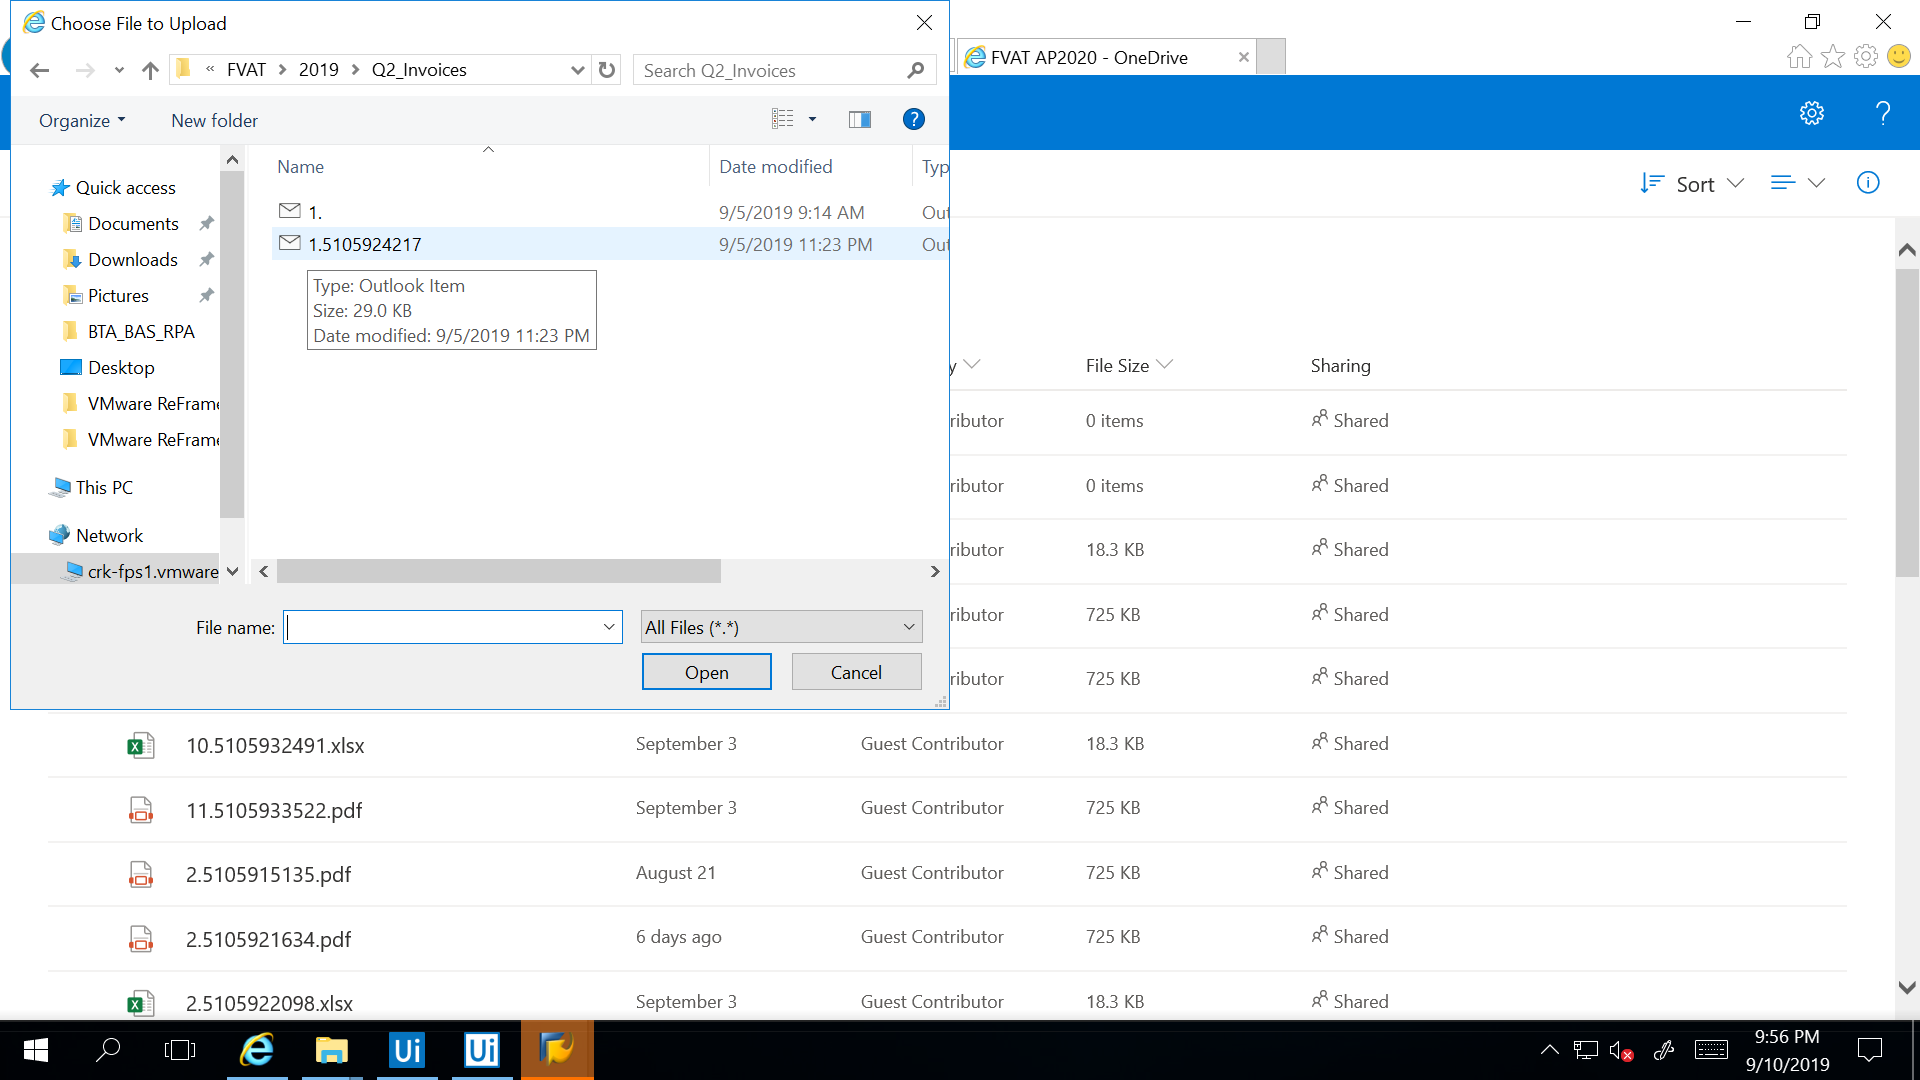 Choose File to Upload
« FVAT > 2019 > Q2_Invoices
Search Q2_Invoices
FVAT AP2020 - OneDrive
Organize
New folder
Name
Date modified
Typ
Quick access
Documents
Downloads
Pictures
BTA_BAS_RPA
Desktop
VMware ReFrame
VMware ReFrame
This PC
Network
crk-fps1.vmware
1.
9/5/2019 9:14 AM
Out
1.5105924217
9/5/2019 11:23 PM
Out
Type: Outlook Item
Size: 29.0 KB
Date modified: 9/5/2019 11:23 PM
File name:
All Files (*.*)
Open
Cancel
Sort
y
File Size
Sharing
ributor
0 items
Shared
ributor
0 items
Shared
ributor
18.3 KB
Shared
ributor
725 KB
Shared
ributor
725 KB
Shared
10.5105932491.xlsx
September 3
Guest Contributor
18.3 KB
Shared
11.5105933522.pdf
September 3
Guest Contributor
725 KB
Shared
2.5105915135.pdf
August 21
Guest Contributor
725 KB
Shared
2.5105921634.pdf
6 days ago
Guest Contributor
725 KB
Shared
2.5105922098.xlsx
September 3
Guest Contributor
18.3 KB
Shared
Ui
Ui
9:56 PM
9/10/2019